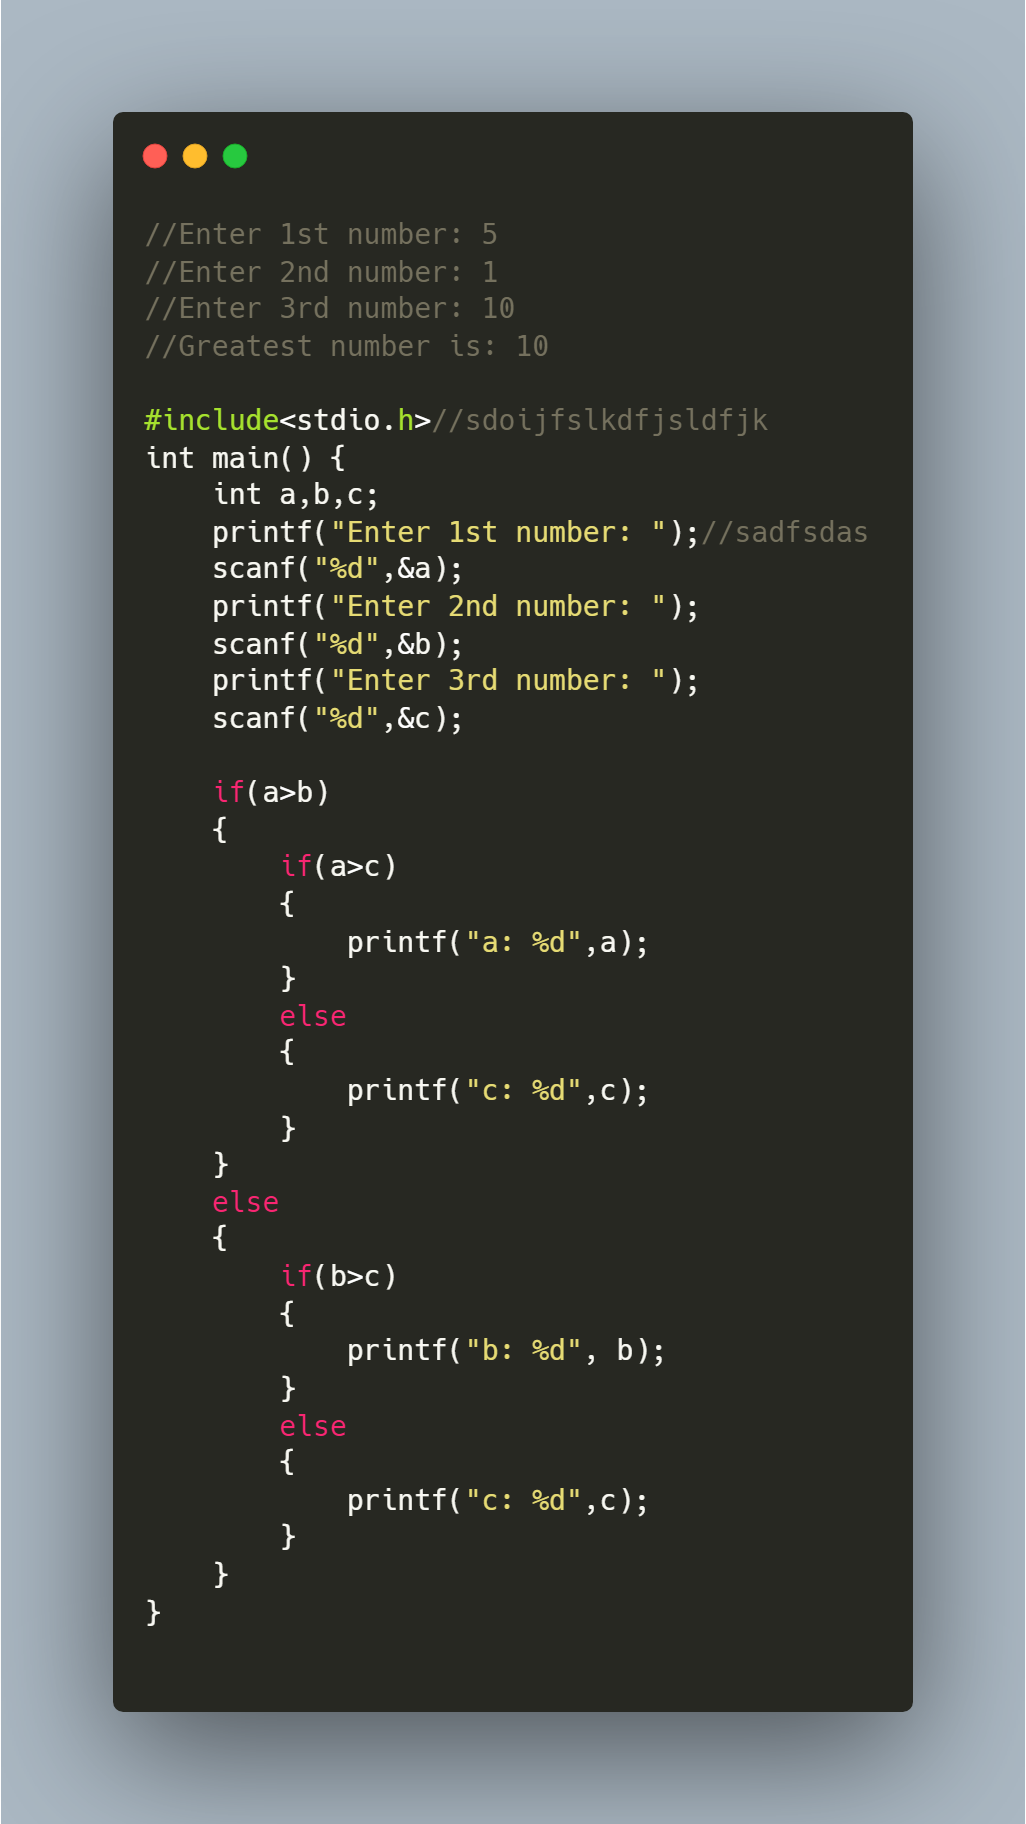 //Enter 1st number: 5
//Enter 2nd number: 1
//Enter 3rd number: 10
//Greatest number is: 10

#include<stdio.h>//sdoijfslkdfjsldfjk
int main() {
    int a,b,c;
    printf("Enter 1st number: ");//sadfsdas
    scanf("%d",&a);
    printf("Enter 2nd number: ");
    scanf("%d",&b);
    printf("Enter 3rd number: ");
    scanf("%d",&c);

    if(a>b)
    {
        if(a>c)
        {
            printf("a: %d",a);
        }
        else
        {
            printf("c: %d",c);
        }
    }
    else
    {
        if(b>c)
        {
            printf("b: %d", b);
        }
        else
        {
            printf("c: %d",c);
        }
    }
}